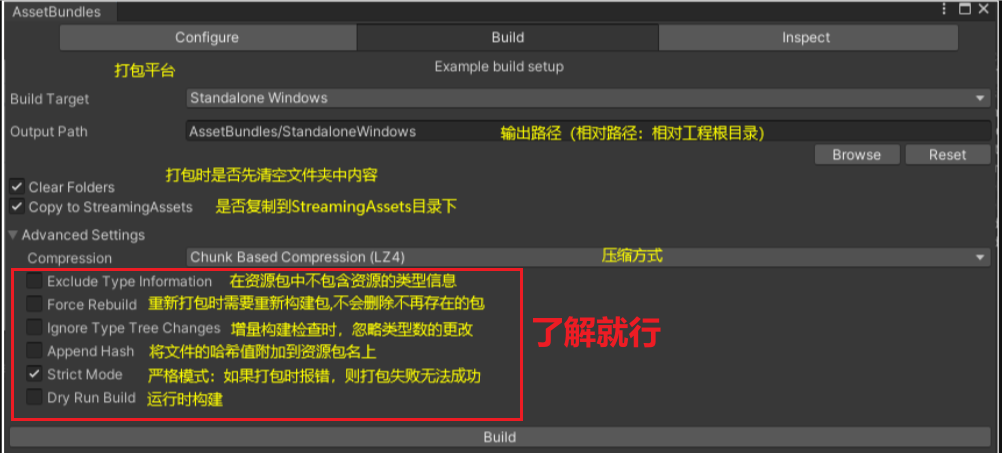 AssetBundles
Configure Build Inspect
打包平台 Example build setup
Build Target Standalone Windows
Output Path AssetBundles/StandaloneWindows 输出路径（相对路径：相对工程根目录）
Browse Reset
Clear Folders 打包时是否先清空文件夹中内容
Copy to StreamingAssets 是否复制到StreamingAssets目录下
Advanced Settings
Compression Chunk Based Compression (LZ4) 压缩方式
Exclude Type Information 在资源包中不包含资源的类型信息
Force Rebuild 重新打包时需要重新构建包,不会删除不再存在的包
Ignore Type Tree Changes 增量构建检查时，忽略类型数的更改
了解就行
Append Hash 将文件的哈希值附加到资源包名上
Strict Mode 严格模式：如果打包时报错，则打包失败无法成功
Dry Run Build 运行时构建
Build